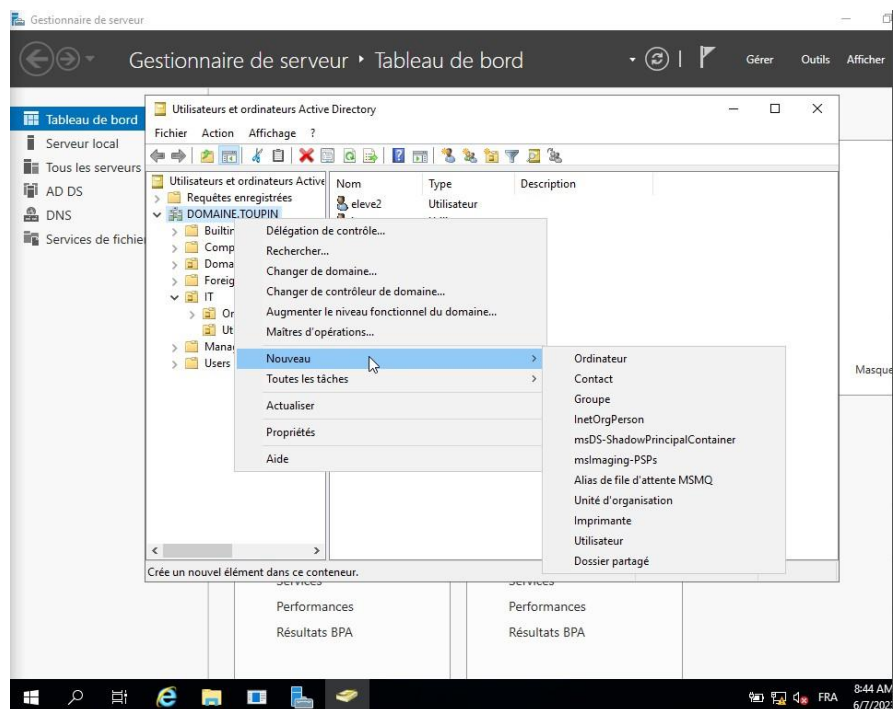 Gestionnaire de serveur
Gestionnaire de serveur ‣ Tableau de bord
Gérer Outils Afficher
Tableau de bord
Serveur local
Tous les serveurs
AD DS
DNS
Services de fichie
Utilisateurs et ordinateurs Active Directory
Fichier Action Affichage ?
Utilisateurs et ordinateurs Active
Requêtes enregistrées
DOMAINE.TOUPIN
Builtin
Comp
Doma
Foreig
IT
Or
Ut
Mana
Users
Nom Type Description
eleve2 Utilisateur
Délégation de contrôle...
Rechercher...
Changer de domaine...
Changer de contrôleur de domaine...
Augmenter le niveau fonctionnel du domaine...
Maîtres d'opérations...
Nouveau
Toutes les tâches
Actualiser
Propriétés
Aide
Ordinateur
Contact
Groupe
InetOrgPerson
msDS-ShadowPrincipalContainer
msImaging-PSPs
Alias de file d'attente MSMQ
Unité d'organisation
Imprimante
Utilisateur
Dossier partagé
Masque
Crée un nouvel élément dans ce conteneur.
Services Services
Performances Performances
Résultats BPA Résultats BPA
FRA
8:44 AM
6/7/202